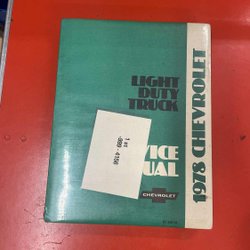 LIGHT
DUTY
TRUCK
VICE
UAL
CHEVROLET
1978 CHEVROLET